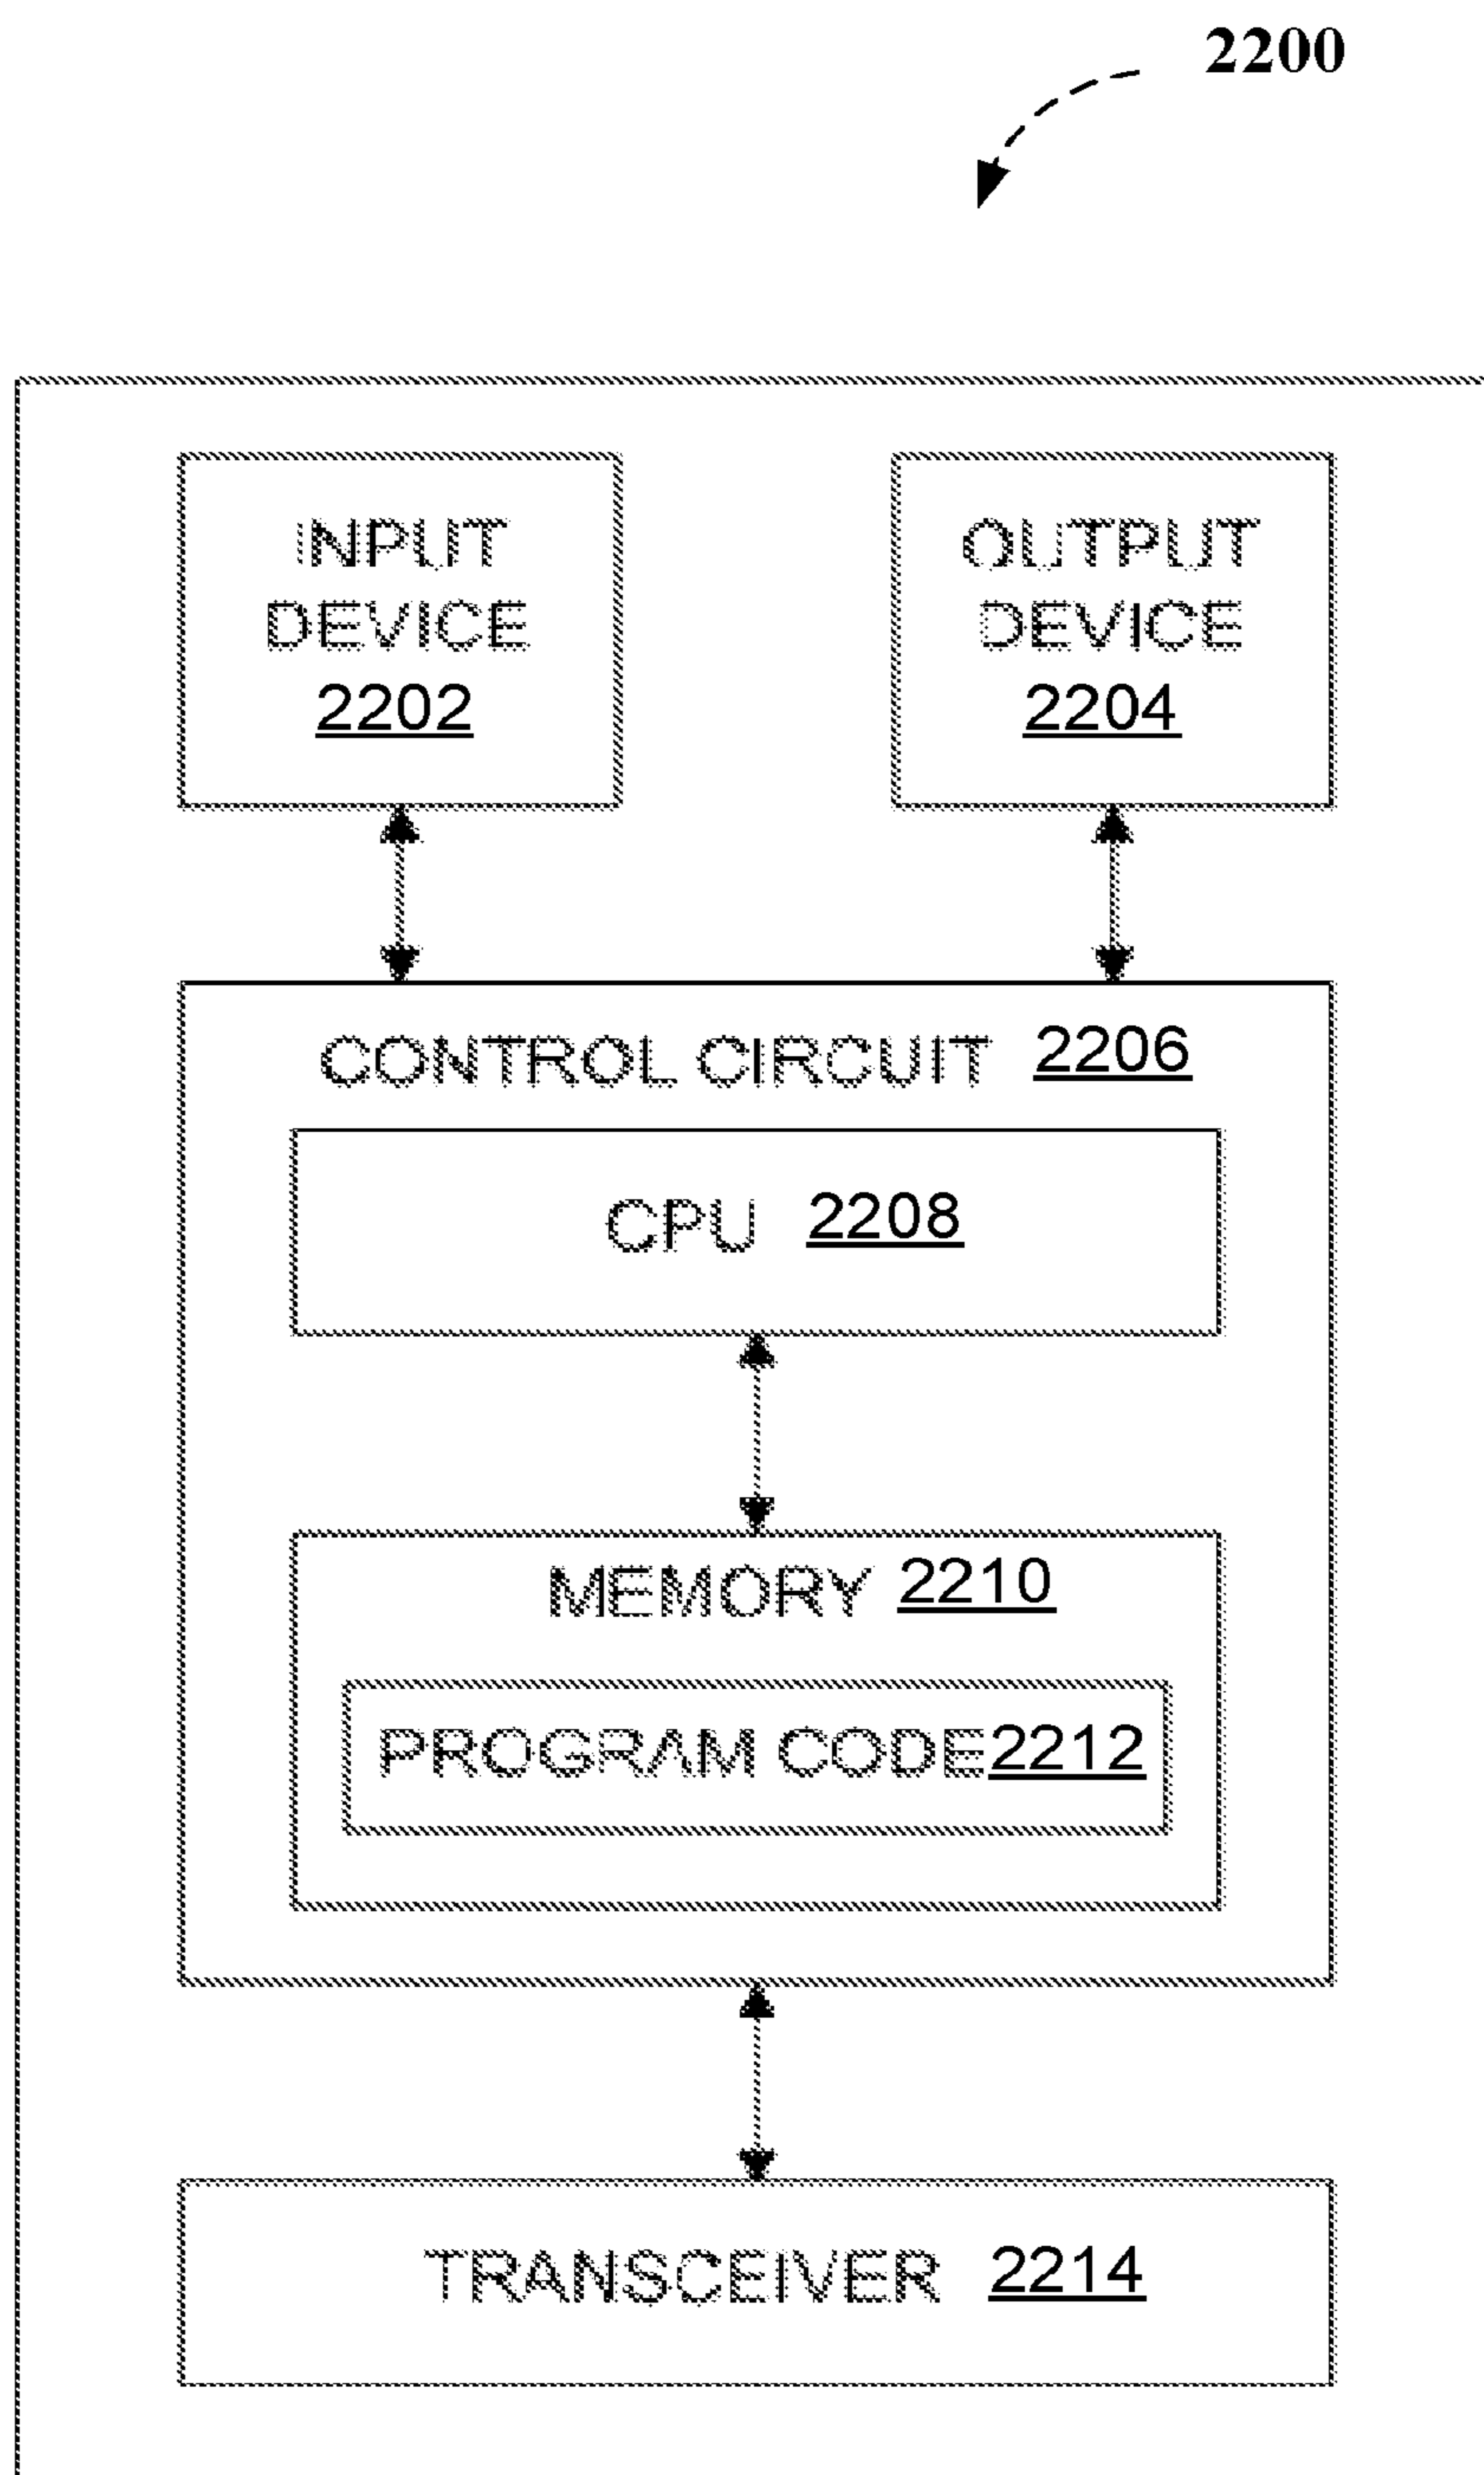 2200
INPUT
DEVICE
2202
OUTPUT
DEVICE
2204
CONTROL CIRCUIT 2206
CPU 2208
MEMORY 2210
PROGRAM CODE 2212
TRANSCEIVER 2214